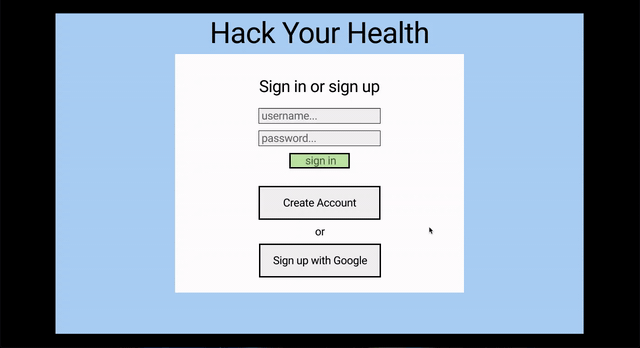 Hack Your Health
Sign in or sign up
username...
password...
sign in
Create Account
or
Sign up with Google